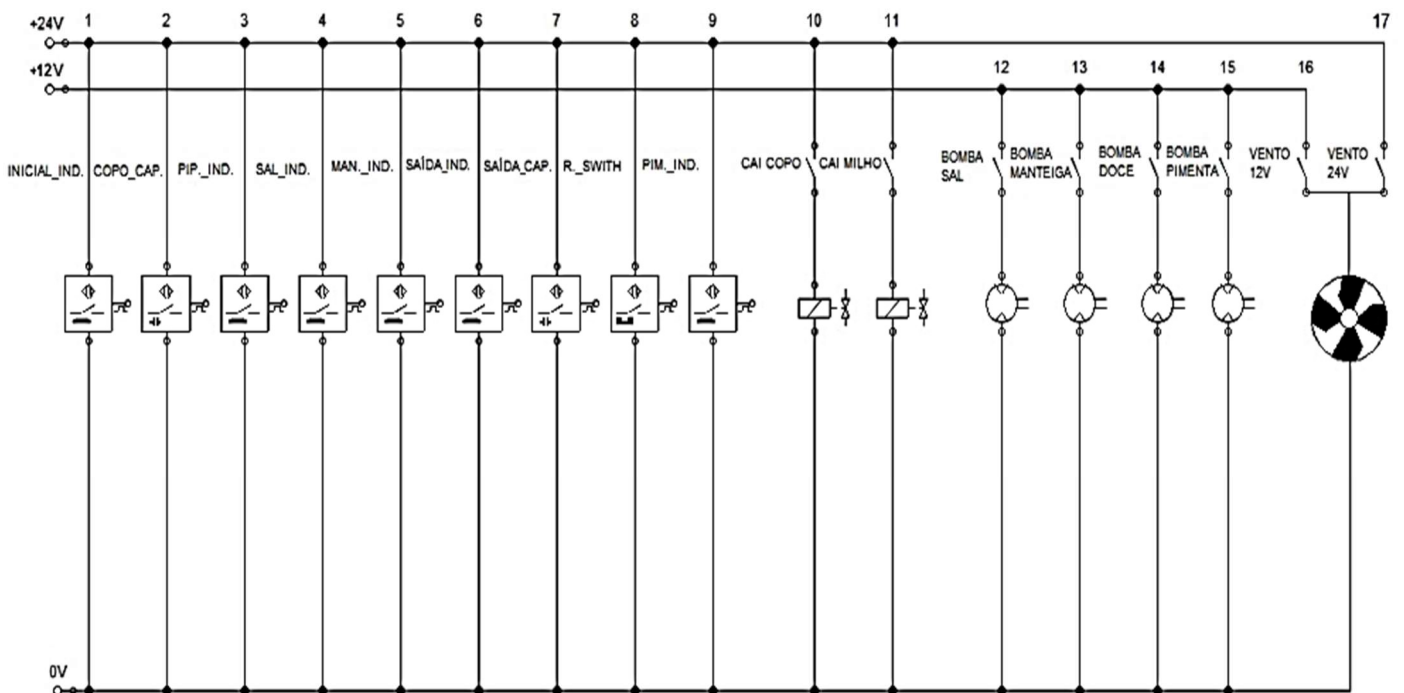 +24V 1 2 3 4 5 6 7 8 9 10 11 17
+12V 12 13 14 15 16
INICIAL_IND. COPO_CAP. PIP._IND. SAL_IND. MAN._IND. SAÍDA_IND. SAÍDA_CAP. R._SWITH PIM._IND. CAI COPO CAI MILHO
BOMBA SAL
BOMBA MANTEIGA
BOMBA DOCE
BOMBA PIMENTA
VENTO 12V
VENTO 24V
0V